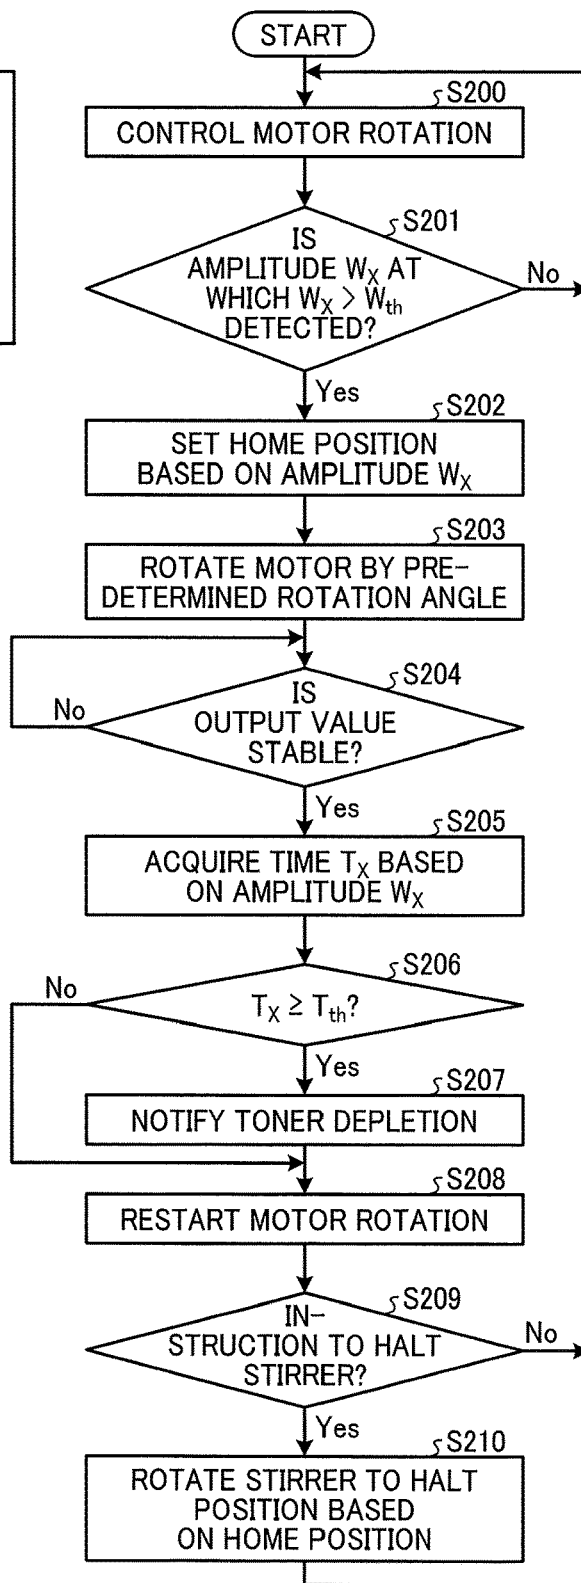 START
S200
CONTROL MOTOR ROTATION
S201
IS
AMPLITUDE Wx AT
WHICH Wx > Wth
DETECTED?
No
Yes
S202
SET HOME POSITION
BASED ON AMPLITUDE Wx
S203
ROTATE MOTOR BY PRE-
DETERMINED ROTATION ANGLE
S204
IS
OUTPUT VALUE
STABLE?
No
Yes
S205
ACQUIRE TIME Tx BASED
ON AMPLITUDE Wx
S206
Tx ≥ Tth?
No
Yes
S207
NOTIFY TONER DEPLETION
S208
RESTART MOTOR ROTATION
S209
IN-
STRUCTION TO HALT
STIRRER?
No
Yes
S210
ROTATE STIRRER TO HALT
POSITION BASED
ON HOME POSITION